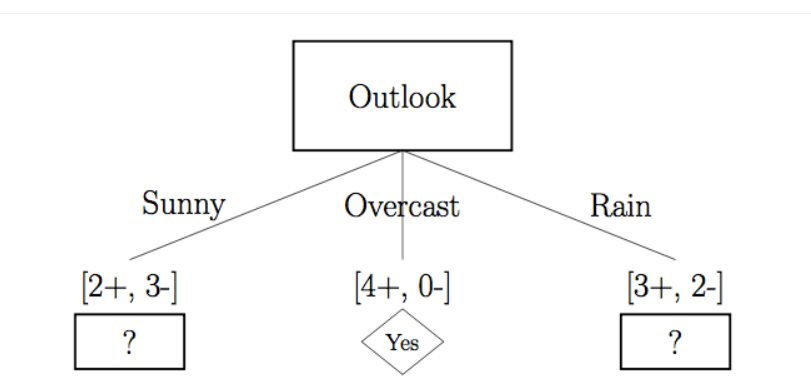 Outlook
Sunny Overcast Rain
[2+, 3-] [4+, 0-] [3+, 2-]
? Yes ?